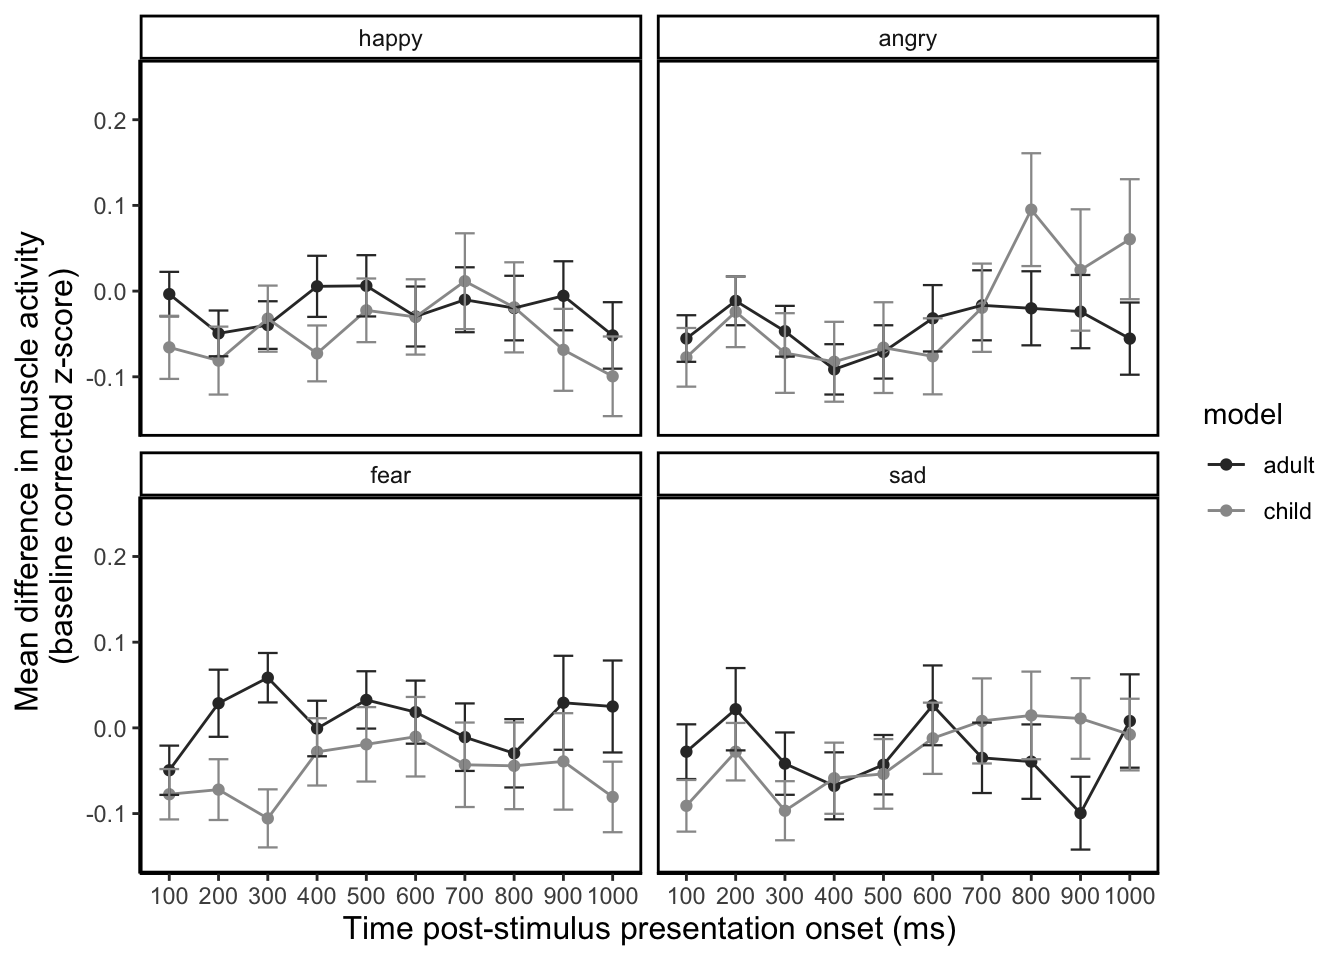 happy
angry
0.2
0.1
0.0
-0.1
fear
sad
0.2
0.1
0.0
-0.1
100 200 300 400 500 600 700 800 900 1000
100 200 300 400 500 600 700 800 900 1000
Time post-stimulus presentation onset (ms)
Mean difference in muscle activity
(baseline corrected z-score)
model
adult
child